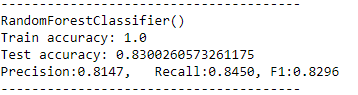 ----------------------------------------
RandomForestClassifier()
Train accuracy: 1.0
Test accuracy: 0.8300260573261175
Precision:0.8147,   Recall:0.8450, F1:0.8296
----------------------------------------